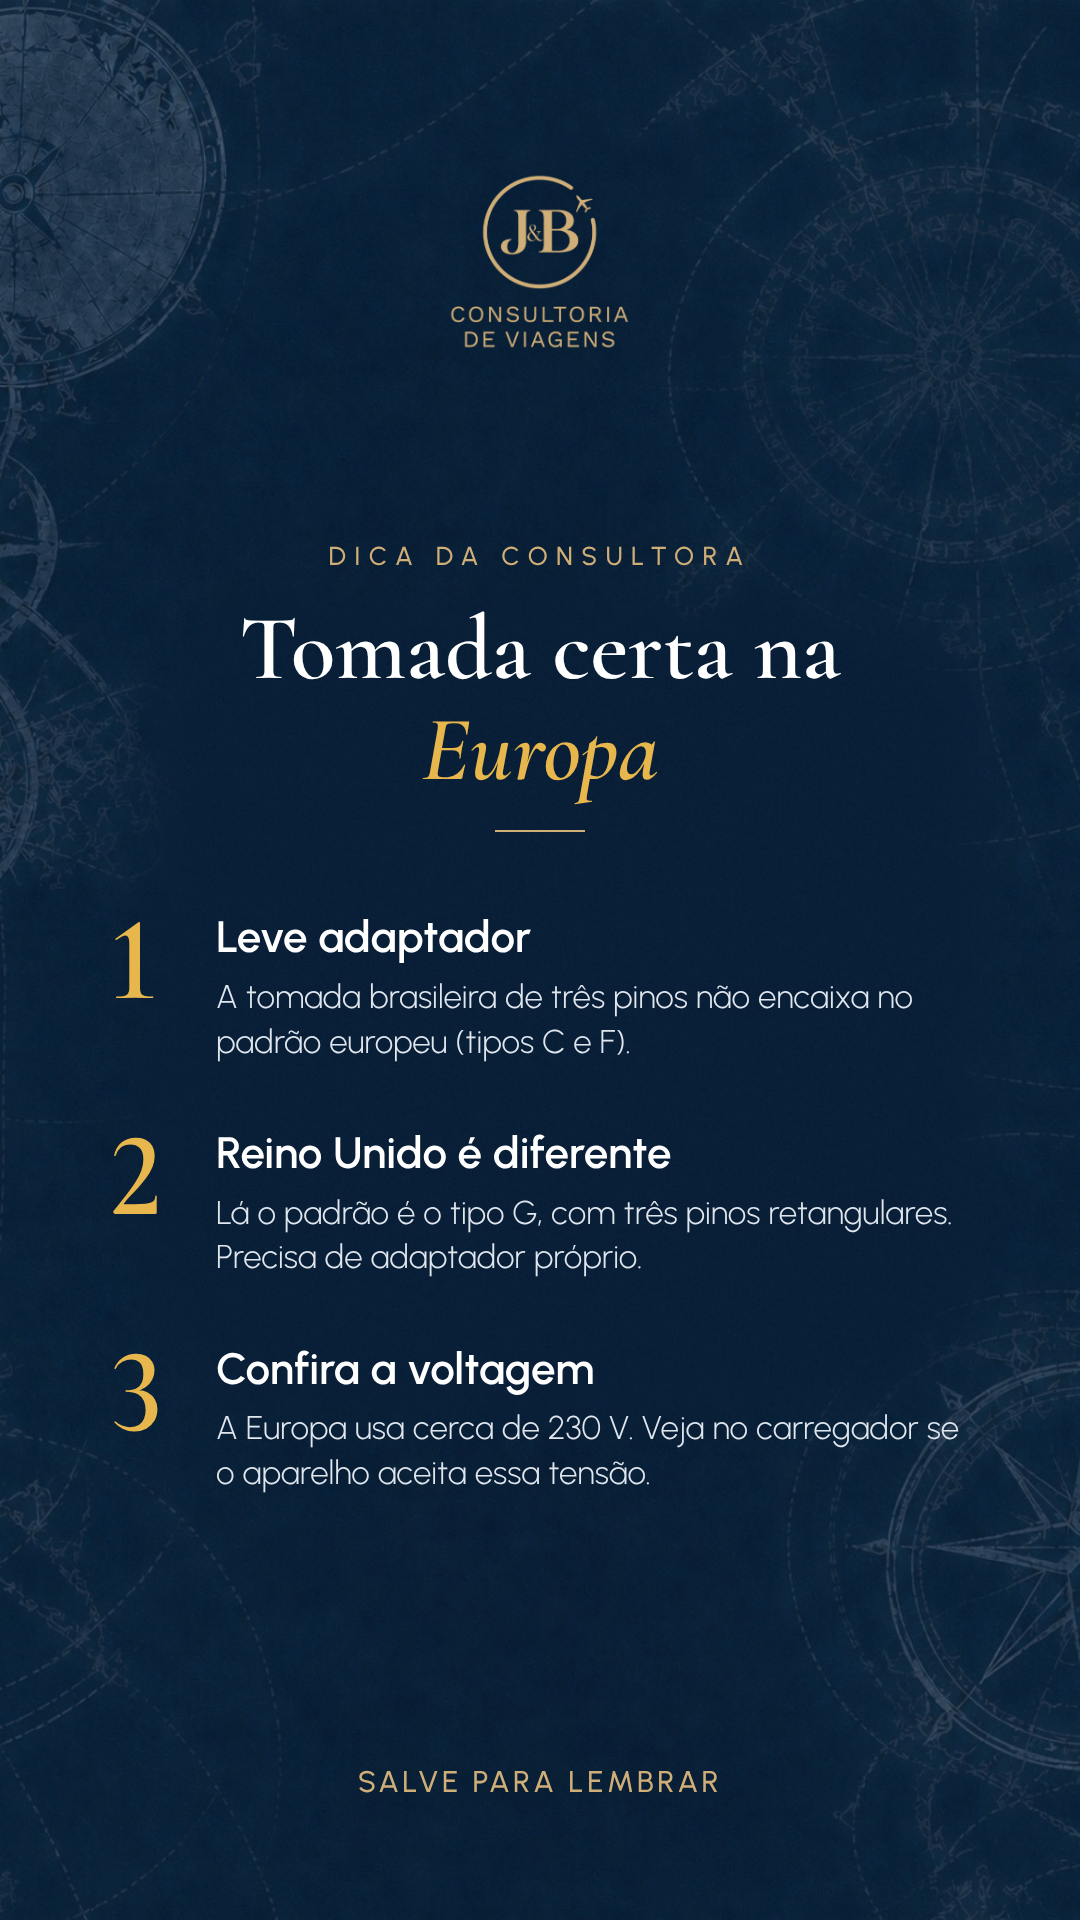 J&B
CONSULTORIA
DE VIAGENS
DICA DA CONSULTORA
Tomada certa na
Europa
1
Leve adaptador
A tomada brasileira de três pinos não encaixa no
padrão europeu (tipos C e F).
2
Reino Unido é diferente
Lá o padrão é o tipo G, com três pinos retangulares.
Precisa de adaptador próprio.
3
Confira a voltagem
A Europa usa cerca de 230 V. Veja no carregador se
o aparelho aceita essa tensão.
SALVE PARA LEMBRAR